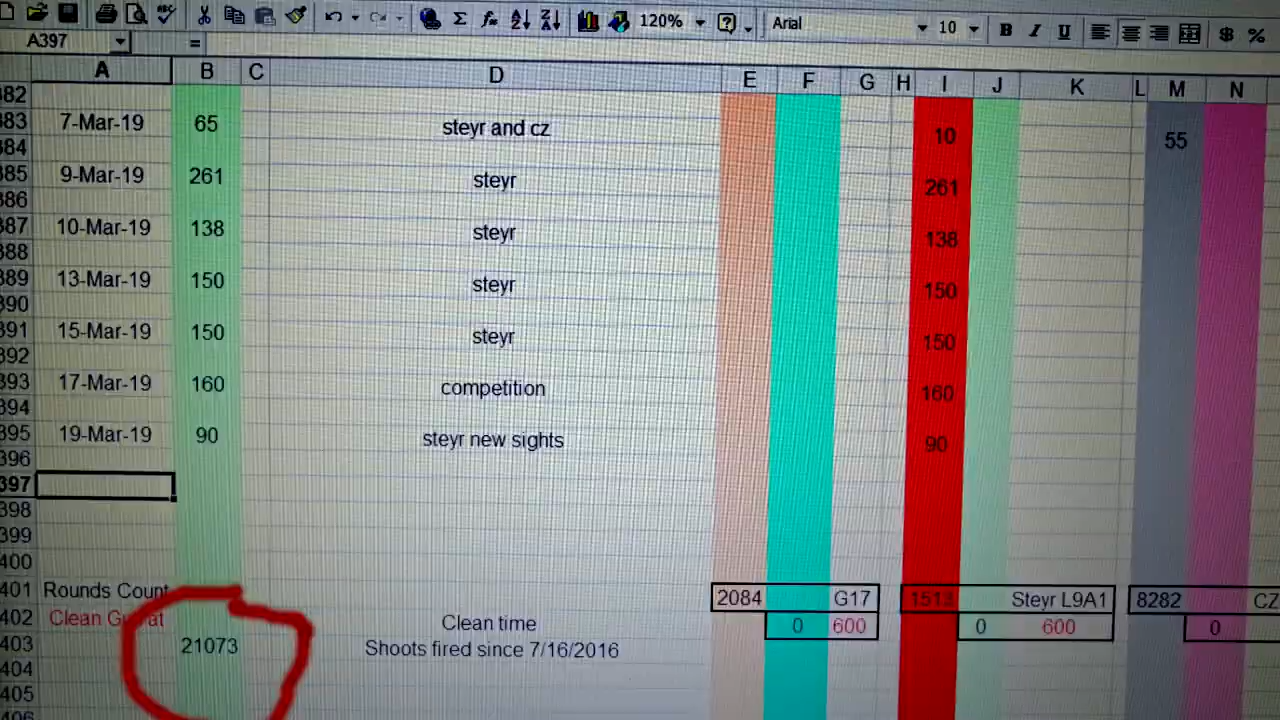 120% Arial 10 B I U $ %
A397 =
A B C D E F G H I J K L M N
382
383 7-Mar-19 65 steyr and cz 10 55
384
385 9-Mar-19 261 steyr 261
386
387 10-Mar-19 138 steyr 138
388
389 13-Mar-19 150 steyr 150
390
391 15-Mar-19 150 steyr 150
392
393 17-Mar-19 160 competition 160
394
395 19-Mar-19 90 steyr new sights 90
396
397
398
399
400
401 Rounds Count 2084 G17 1513 Steyr L9A1 8282 CZ
402 Clean at Clean time 0 600 0 600 0
403 21073 Shoots fired since 7/16/2016
404
405
406